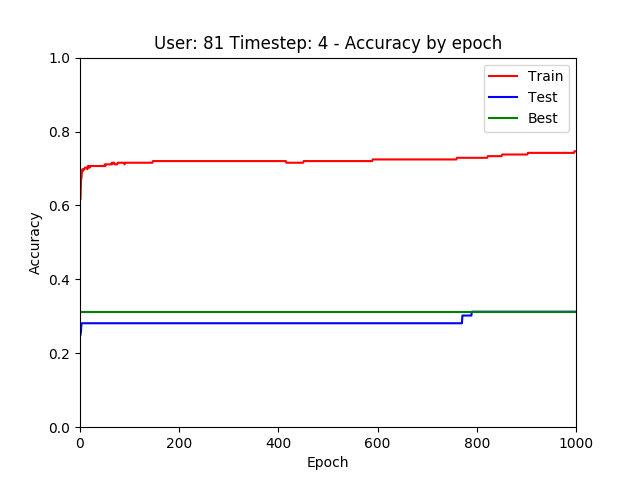 User: 81 Timestep: 4 - Accuracy by epoch
1.0
0.8
0.6
0.4
0.2
0.0
Accuracy
Train
Test
Best
0 200 400 600 800 1000
Epoch